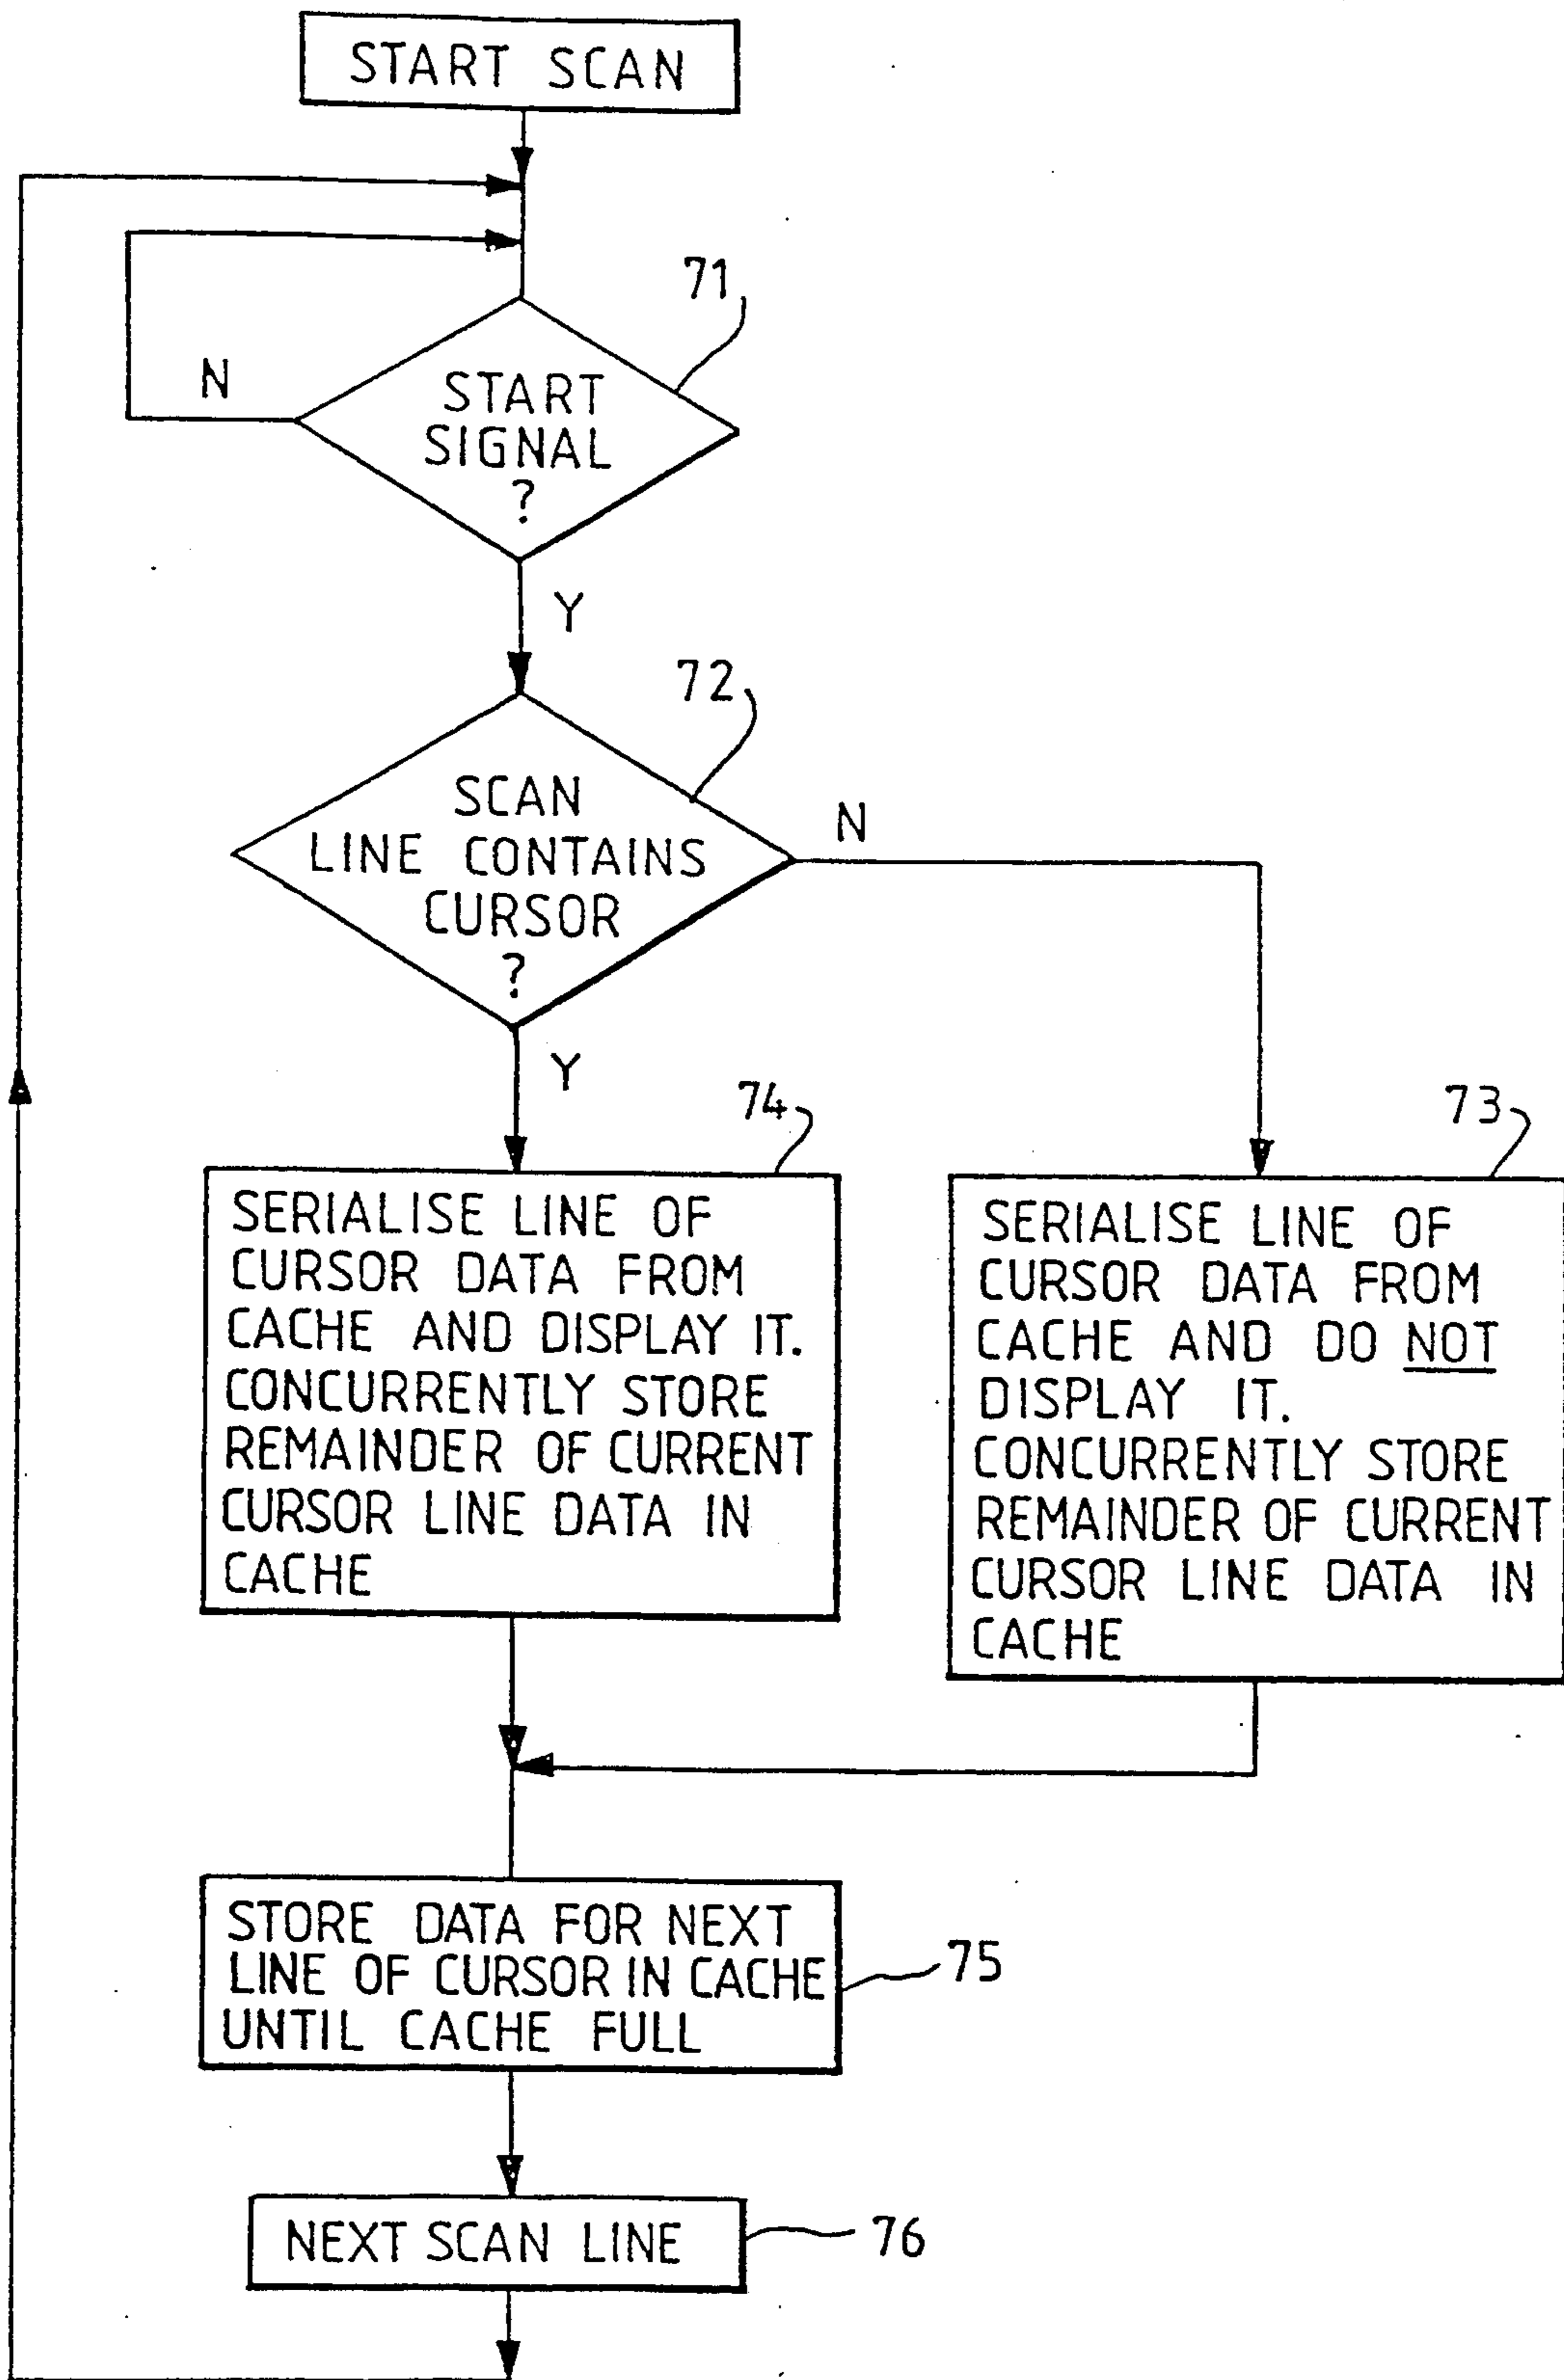 START SCAN
71
N
START
SIGNAL
?
Y
72
SCAN
LINE CONTAINS
CURSOR
?
N
Y
74
SERIALISE LINE OF
CURSOR DATA FROM
CACHE AND DISPLAY IT.
CONCURRENTLY STORE
REMAINDER OF CURRENT
CURSOR LINE DATA IN
CACHE
73
SERIALISE LINE OF
CURSOR DATA FROM
CACHE AND DO NOT
DISPLAY IT.
CONCURRENTLY STORE
REMAINDER OF CURRENT
CURSOR LINE DATA IN
CACHE
STORE DATA FOR NEXT
LINE OF CURSOR IN CACHE
UNTIL CACHE FULL
75
NEXT SCAN LINE
76